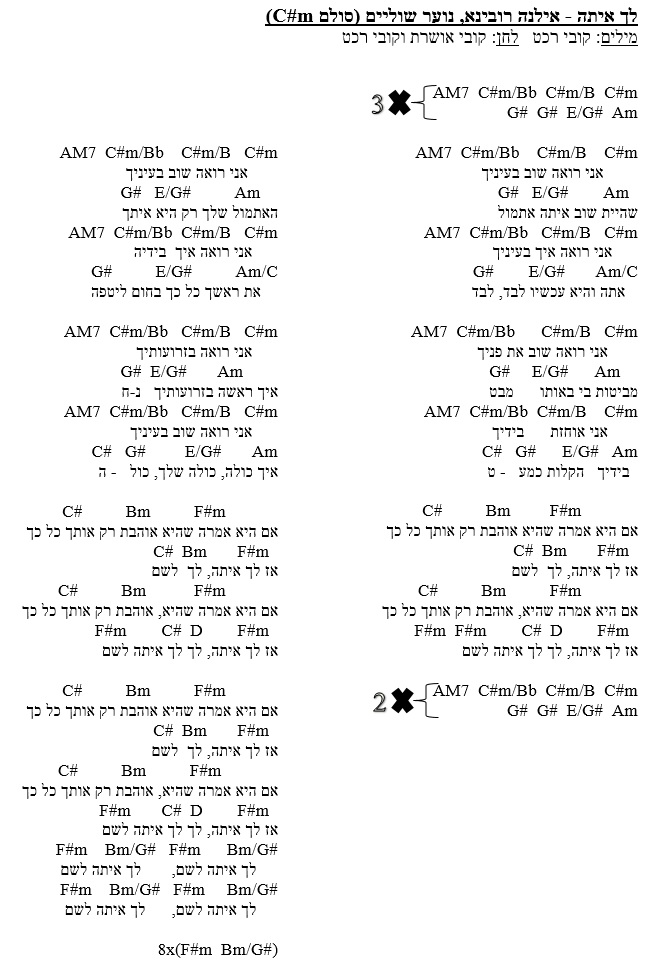 לך איתה - אילנה רובינא, נוער שוליים (סולם C#m)
מילים: קובי רכט לחן: קובי אושרת וקובי רכט
AM7 C#m/Bb C#m/B C#m
3 ✖
G# G# E/G# Am
AM7 C#m/Bb C#m/B C#m
אני רואה שוב בעיניך
G# E/G# Am
שהיית שוב איתה אתמול
AM7 C#m/Bb C#m/B C#m
אני רואה איך בעיניך
G# E/G# Am/C
אתה והיא עכשיו לבד, לבד
AM7 C#m/Bb C#m/B C#m
אני רואה שוב את פניך
G# E/G# Am
מביטות בי באותו מבט
AM7 C#m/Bb C#m/B C#m
אני אוחזת בידיך
C# G# E/G# Am
בידיך הקלות כמע - ט
C# Bm F#m
אם היא אמרה שהיא אוהבת רק אותך כל כך
C# Bm F#m
אז לך איתה, לך לשם
C# Bm F#m
אם היא אמרה שהיא, אוהבת רק אותך כל כך
F#m F#m C# D F#m
אז לך איתה, לך לך איתה לשם
AM7 C#m/Bb C#m/B C#m
2 ✖
G# G# E/G# Am
AM7 C#m/Bb C#m/B C#m
אני רואה שוב בעיניך
G# E/G# Am
האתמול שלך רק היא איתך
AM7 C#m/Bb C#m/B C#m
אני רואה איך בידיה
G# E/G# Am/C
את ראשך כל כך בחום ליטפה
AM7 C#m/Bb C#m/B C#m
אני רואה בזרועותיך
G# E/G# Am
איך ראשה בזרועותיך נ-ח
AM7 C#m/Bb C#m/B C#m
אני רואה שוב בעיניך
C# G# E/G# Am
איך כולה, כולה שלך, כול - ה
C# Bm F#m
אם היא אמרה שהיא אוהבת רק אותך כל כך
C# Bm F#m
אז לך איתה, לך לשם
C# Bm F#m
אם היא אמרה שהיא, אוהבת רק אותך כל כך
F#m C# D F#m
אז לך איתה, לך לך איתה לשם
C# Bm F#m
אם היא אמרה שהיא אוהבת רק אותך כל כך
C# Bm F#m
אז לך איתה, לך לשם
C# Bm F#m
אם היא אמרה שהיא, אוהבת רק אותך כל כך
F#m C# D F#m
אז לך איתה, לך לך איתה לשם
F#m Bm/G# F#m Bm/G#
לך איתה לשם, לך איתה לשם
F#m Bm/G# F#m Bm/G#
לך איתה לשם, לך איתה לשם
8x(F#m Bm/G#)